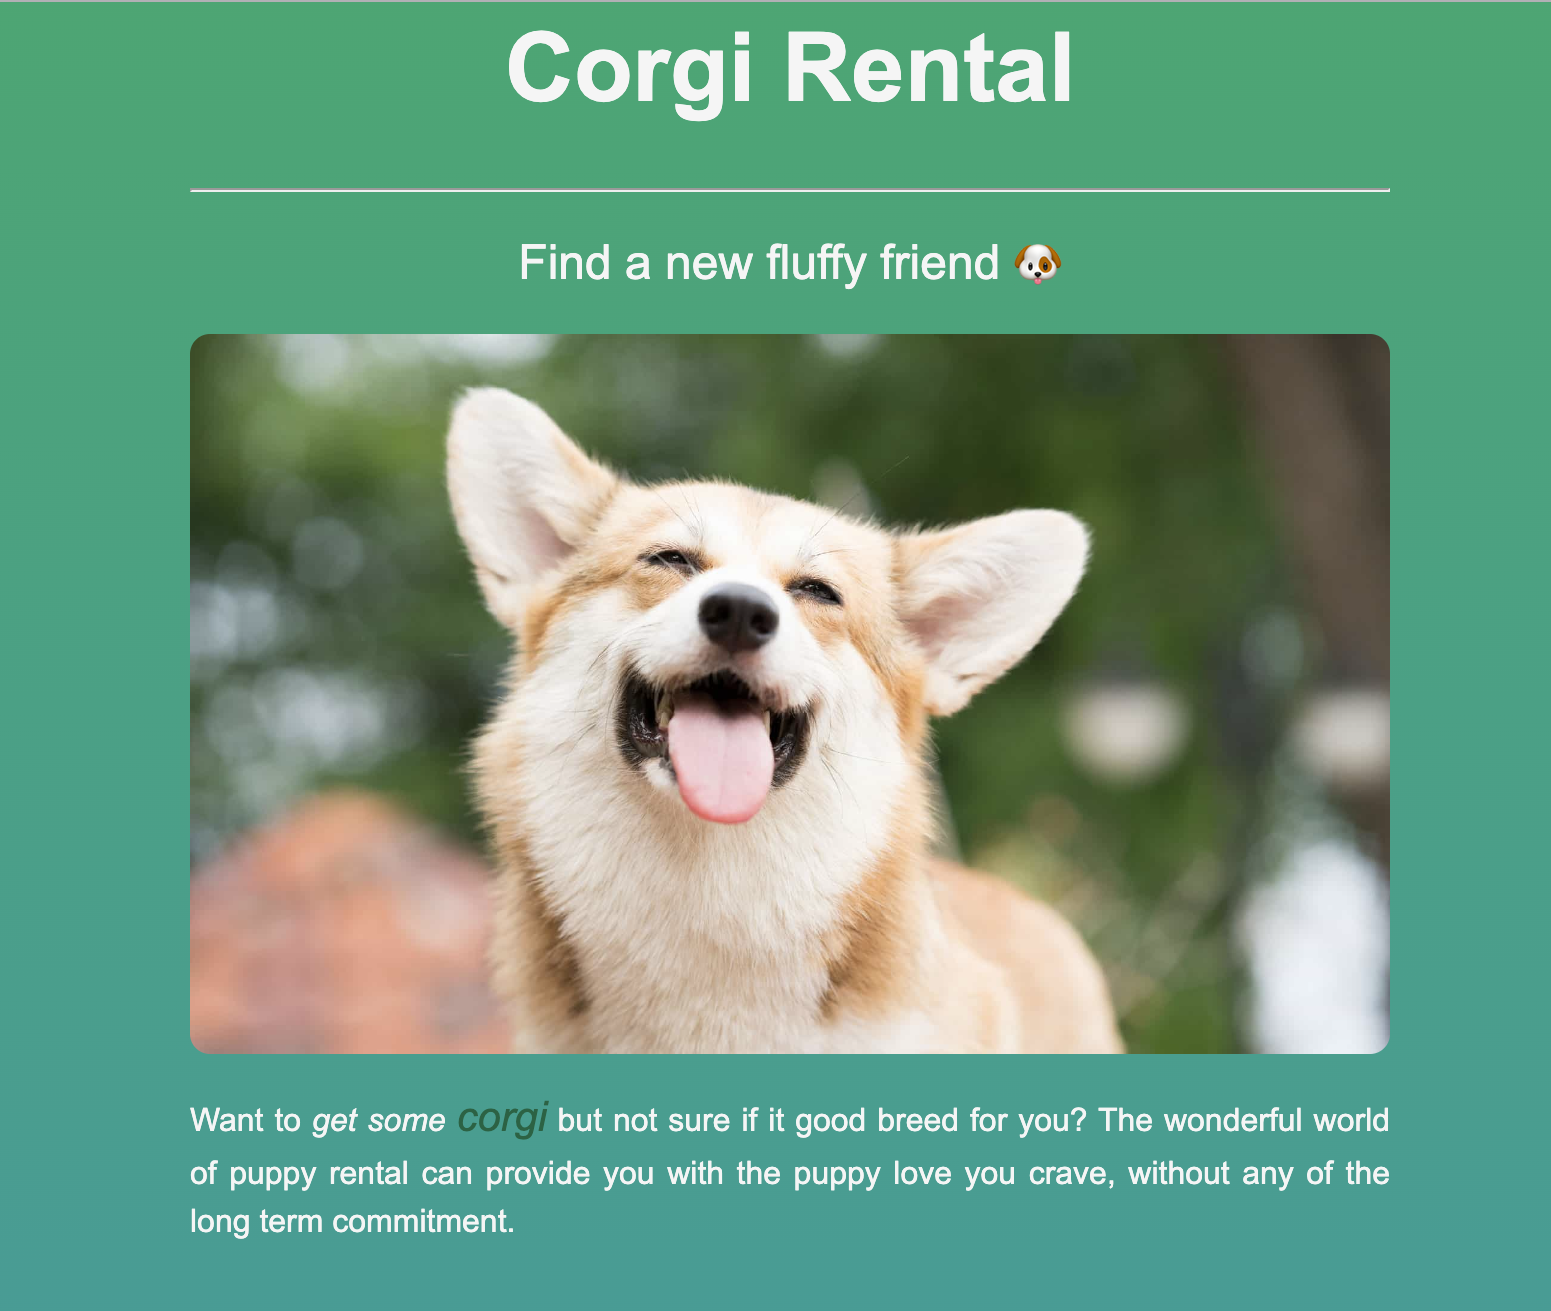 Corgi Rental
Find a new fluffy friend 🐶
Want to get some corgi but not sure if it good breed for you? The wonderful world
of puppy rental can provide you with the puppy love you crave, without any of the
long term commitment.